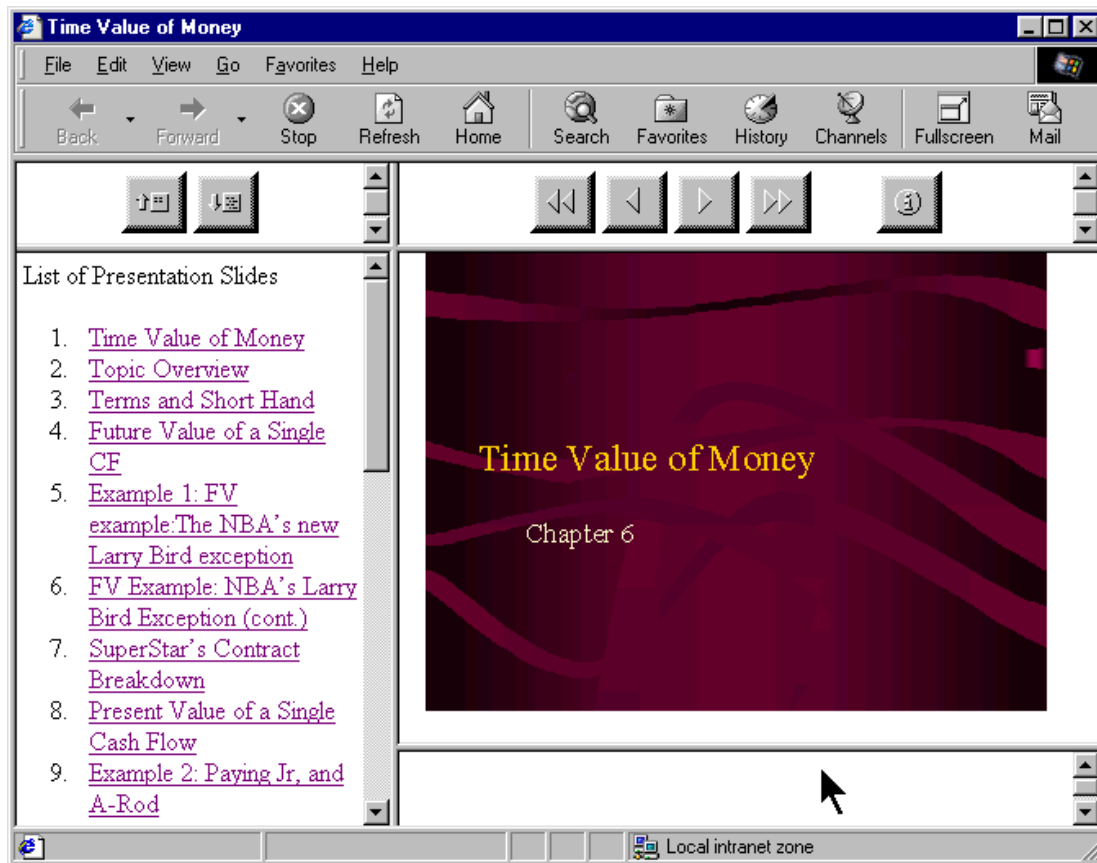 Time Value of Money
File Edit View Go Favorites Help
Back Forward Stop Refresh Home Search Favorites History Channels Fullscreen Mail
List of Presentation Slides
1. Time Value of Money
2. Topic Overview
3. Terms and Short Hand
4. Future Value of a Single
CF
5. Example 1: FV
example:The NBA's new
Larry Bird exception
6. FV Example: NBA's Larry
Bird Exception (cont.)
7. SuperStar's Contract
Breakdown
8. Present Value of a Single
Cash Flow
9. Example 2: Paying Jr, and
A-Rod
Time Value of Money
Chapter 6
Local intranet zone